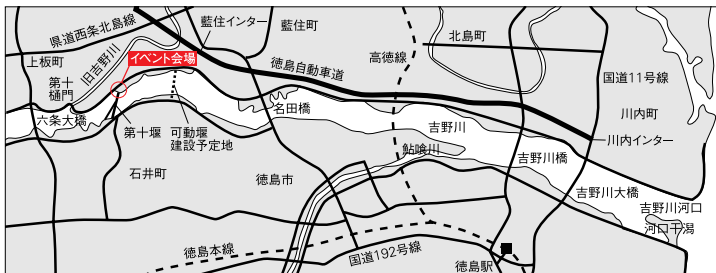 県道西条北島線
藍住インター
藍住町
上板町
旧吉野川
イベント会場
高徳線
北島町
徳島自動車道
国道11号線
第十
樋門
川内町
六条大橋
第十堰
可動堰
建設予定地
名田橋
吉野川
川内インター
鮎喰川
吉野川橋
石井町
徳島市
吉野川大橋
吉野川河口
河口干潟
徳島本線
国道192号線
徳島駅